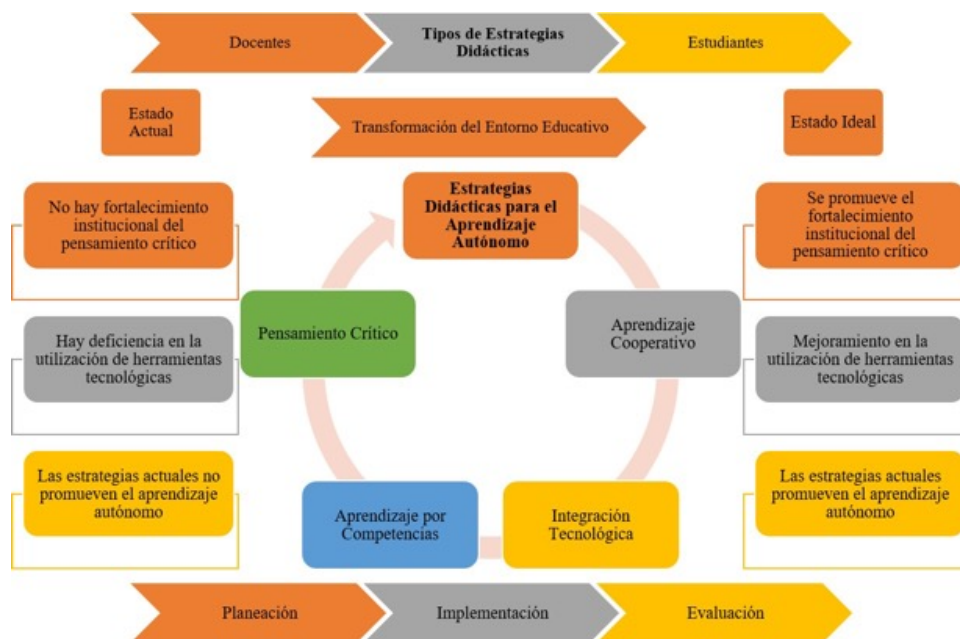 Docentes
Tipos de Estrategias
Didácticas
Estudiantes
Estado
Actual
Transformación del Entorno Educativo
Estado Ideal
No hay fortalecimiento
institucional del
pensamiento crítico
Estrategias
Didácticas para el
Aprendizaje
Autónomo
Se promueve el
fortalecimiento
institucional del
pensamiento crítico
Hay deficiencia en la
utilización de herramientas
tecnológicas
Pensamiento Crítico
Aprendizaje
Cooperativo
Mejoramiento en la
utilización de herramientas
tecnológicas
Las estrategias actuales no
promueven el aprendizaje
autónomo
Aprendizaje por
Competencias
Integración
Tecnológica
Las estrategias actuales
promueven el aprendizaje
autónomo
Planeación
Implementación
Evaluación